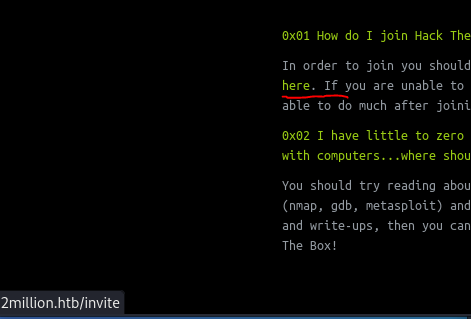 0x01 How do I join Hack The
In order to join you should
here. If you are unable to
able to do much after joini
0x02 I have little to zero
with computers...where shou
You should try reading abou
(nmap, gdb, metasploit) and
and write-ups, then you can
The Box!
2million.htb/invite